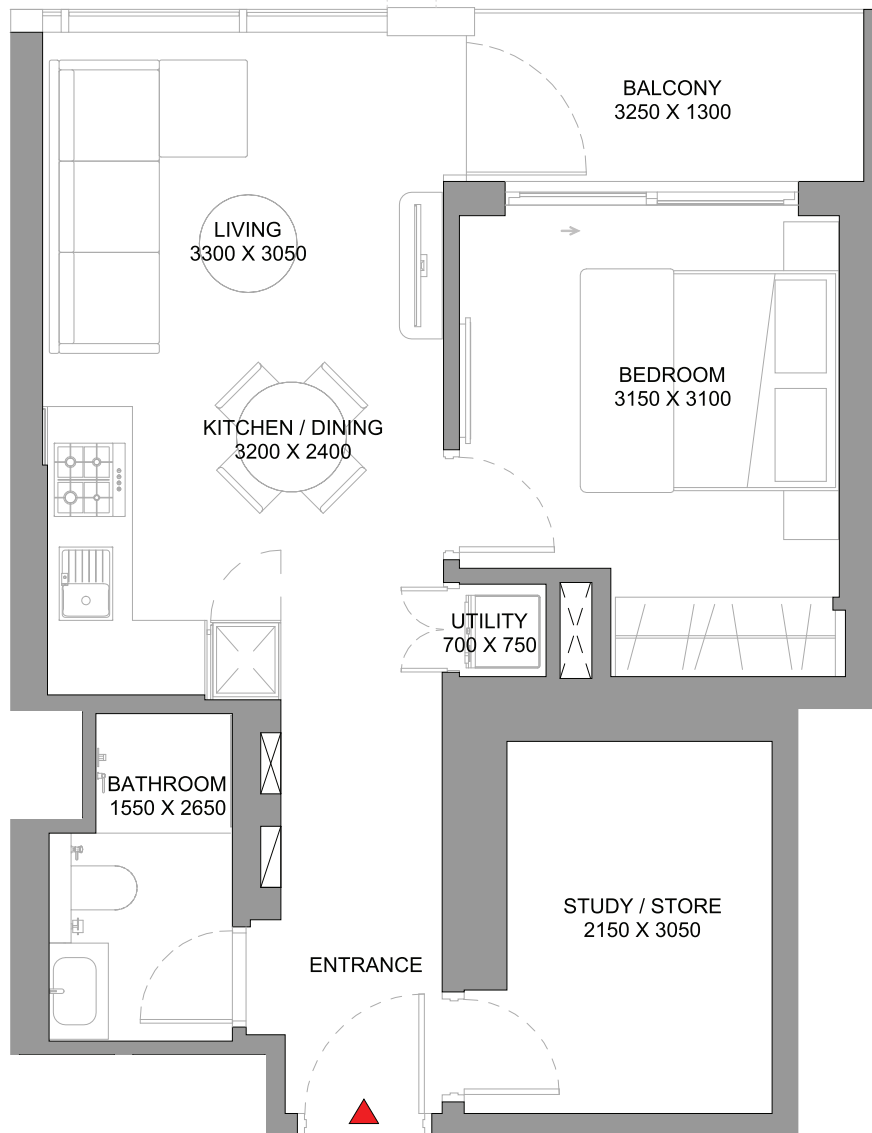 BALCONY
3250 X 1300
LIVING
3300 X 3050
BEDROOM
3150 X 3100
KITCHEN / DINING
3200 X 2400
UTILITY
700 X 750
BATHROOM
1550 X 2650
STUDY / STORE
2150 X 3050
ENTRANCE